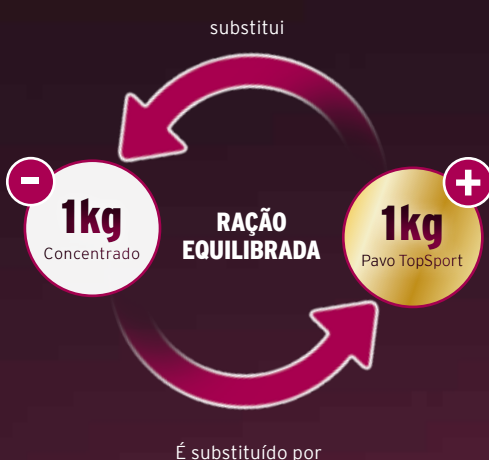 substitui
1kg
Concentrado
RAÇÃO
EQUILIBRADA
1kg
Pavo TopSport
É substituído por